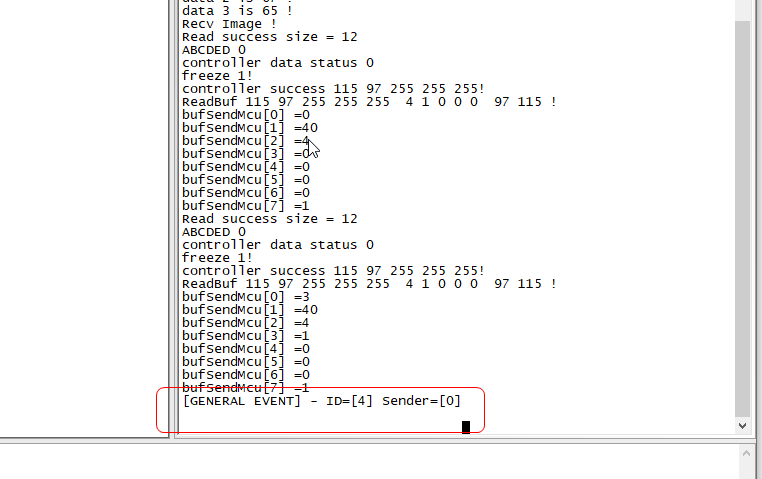 data 3 is 65 !
Recv Image !
Read success size = 12
ABCDED 0
controller data status 0
freeze 1!
controller success 115 97 255 255 255!
ReadBuf 115 97 255 255 255  4 1 0 0 0  97 115 !
bufSendMcu[0] =0
bufSendMcu[1] =40
bufSendMcu[2] =4
bufSendMcu[3] =0
bufSendMcu[4] =0
bufSendMcu[5] =0
bufSendMcu[6] =0
bufSendMcu[7] =1
Read success size = 12
ABCDED 0
controller data status 0
freeze 1!
controller success 115 97 255 255 255!
ReadBuf 115 97 255 255 255  4 1 0 0 0  97 115 !
bufSendMcu[0] =3
bufSendMcu[1] =40
bufSendMcu[2] =4
bufSendMcu[3] =1
bufSendMcu[4] =0
bufSendMcu[5] =0
bufSendMcu[6] =0
bufSendMcu[7] =1
[GENERAL EVENT] - ID=[4] Sender=[0]